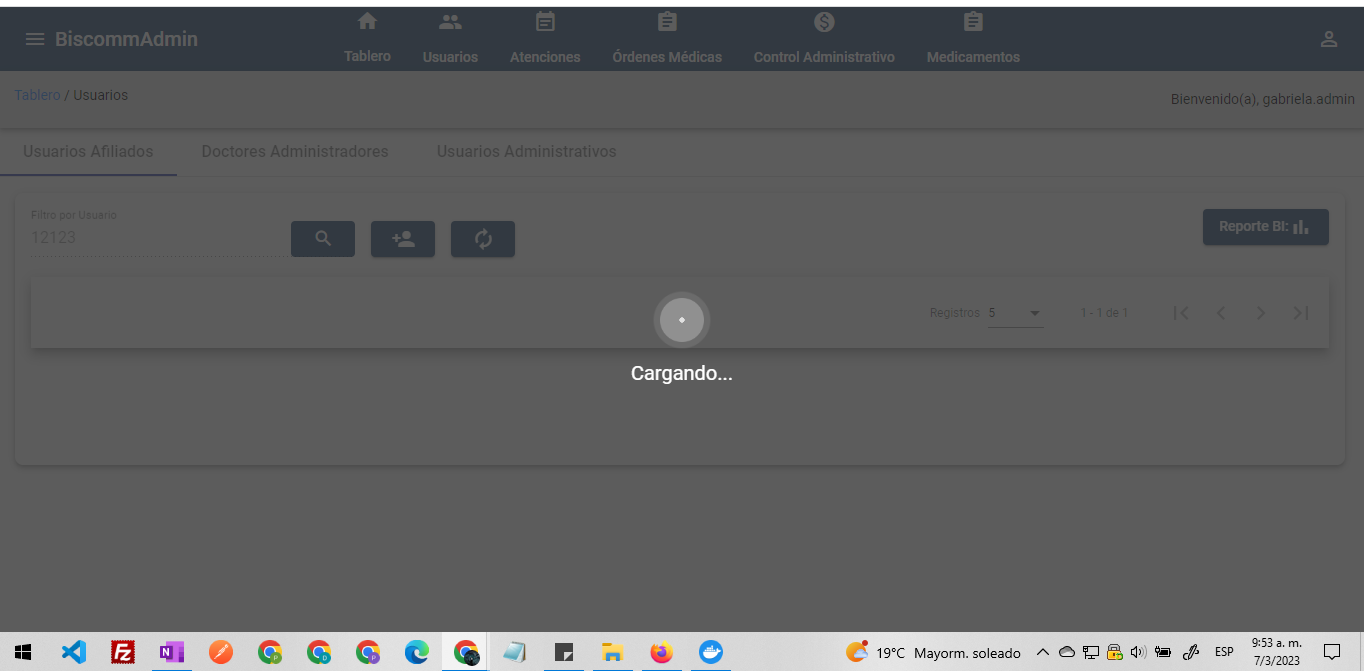 BiscommAdmin
Tablero
Usuarios
Atenciones
Órdenes Médicas
Control Administrativo
Medicamentos
Tablero / Usuarios
Bienvenido(a), gabriela.admin
Usuarios Afiliados
Doctores Administradores
Usuarios Administrativos
Filtro por Usuario
12123
Reporte BI:
Registros 5
1 - 1 de 1
Cargando...
19°C Mayorm. soleado
ESP
9:53 a. m.
7/3/2023